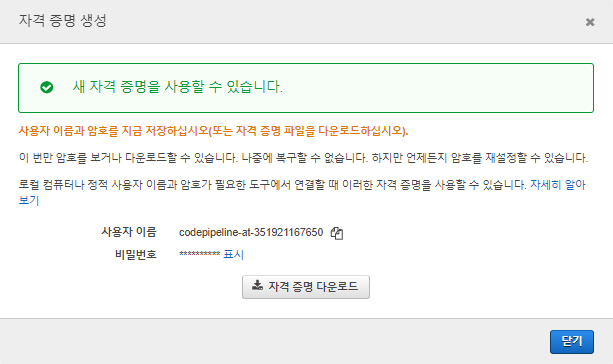 자격 증명 생성
새 자격 증명을 사용할 수 있습니다.
사용자 이름과 암호를 지금 저장하십시오(또는 자격 증명 파일을 다운로드하십시오).
이 번만 암호를 보거나 다운로드할 수 있습니다. 나중에 복구할 수 없습니다. 하지만 언제든지 암호를 재설정할 수 있습니다.
로컬 컴퓨터나 정적 사용자 이름과 암호가 필요한 도구에서 연결할 때 이러한 자격 증명을 사용할 수 있습니다. 자세히 알아
보기
사용자 이름 codepipeline-at-351921167650
비밀번호 ********** 표시
자격 증명 다운로드
닫기